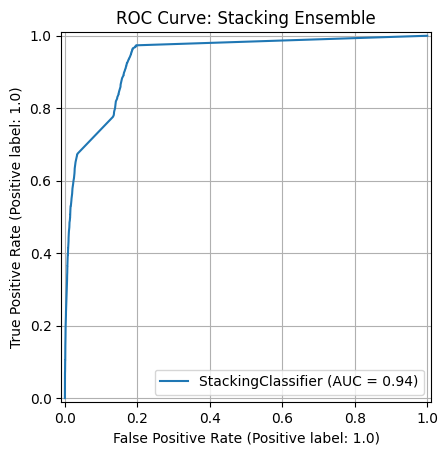 ROC Curve: Stacking Ensemble
True Positive Rate (Positive label: 1.0)
1.0
0.8
0.6
0.4
0.2
0.0
StackingClassifier (AUC = 0.94)
0.0 0.2 0.4 0.6 0.8 1.0
False Positive Rate (Positive label: 1.0)